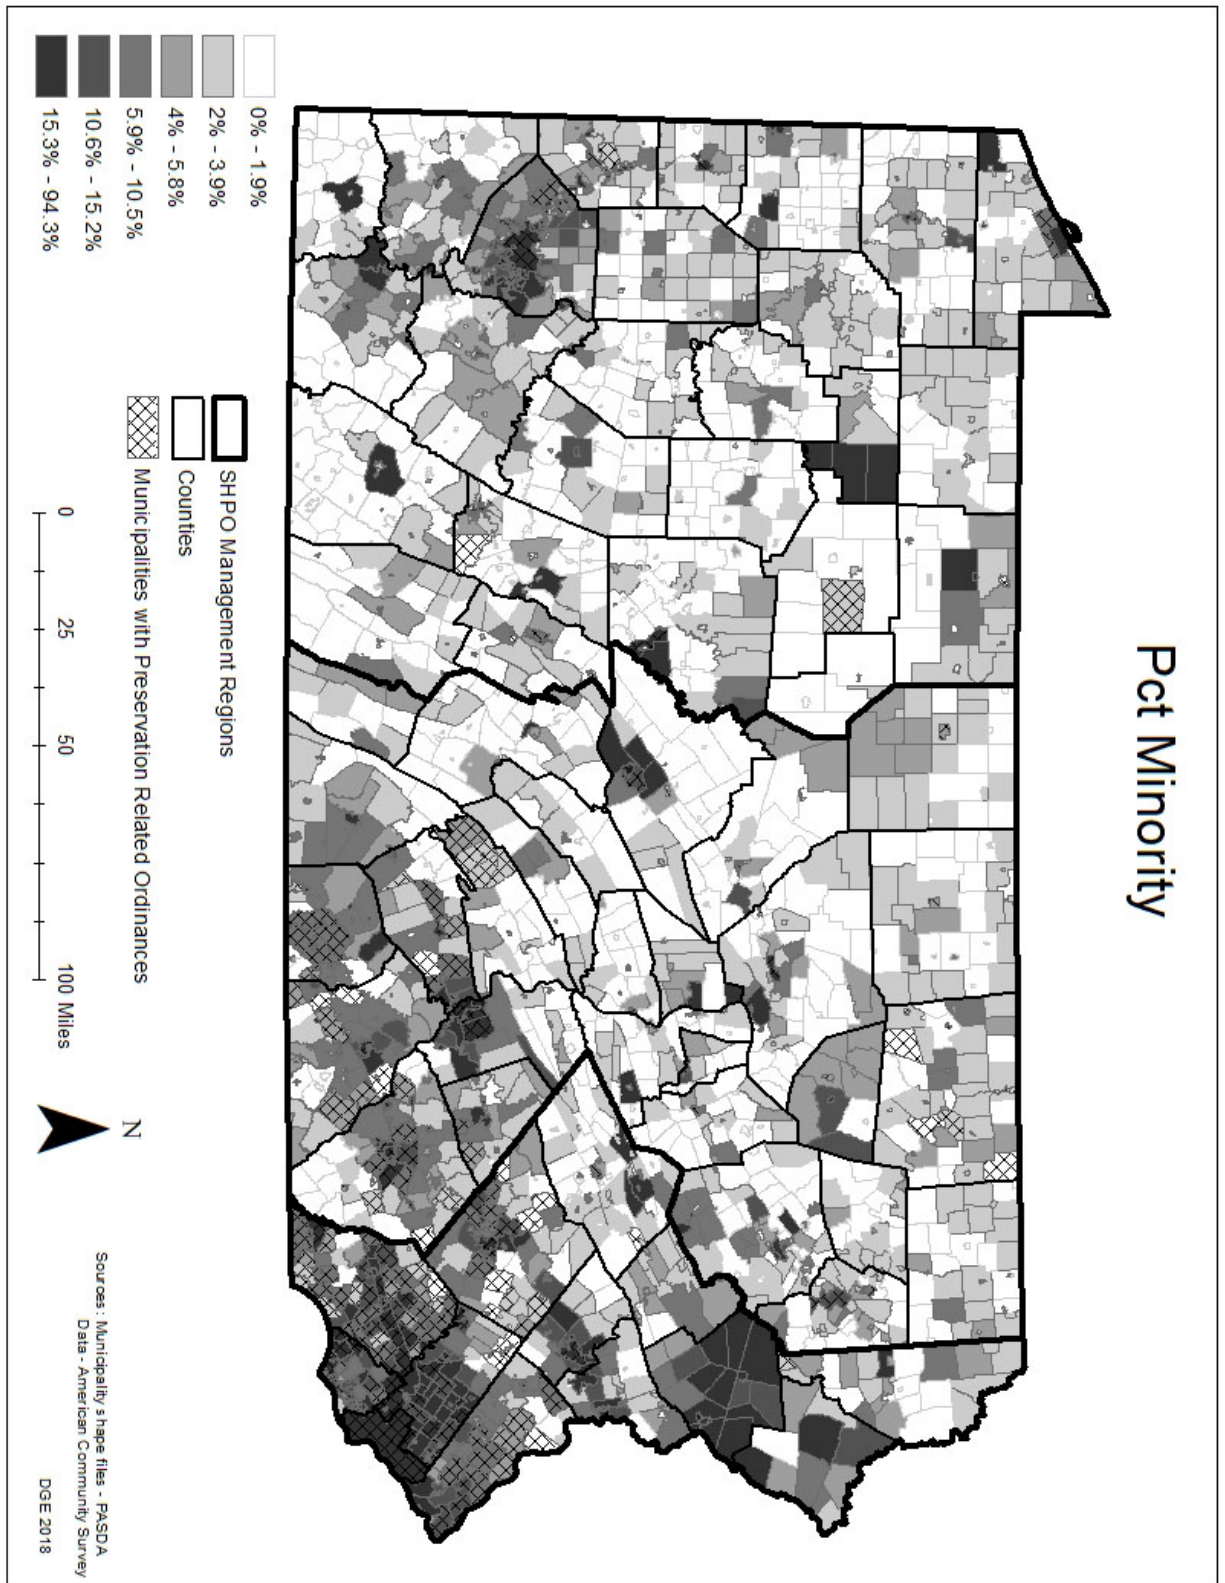 Pct Minority
0% - 1.9%
2% - 3.9%
4% - 5.8%
5.9% - 10.5%
10.6% - 15.2%
15.3% - 94.3%
SHPO Management Regions
Counties
Municipalities with Preservation Related Ordinances
0 25 50 100 Miles
N
Sources: Municipality shape files - PASDA
Data - American Community Survey
DGE 2018